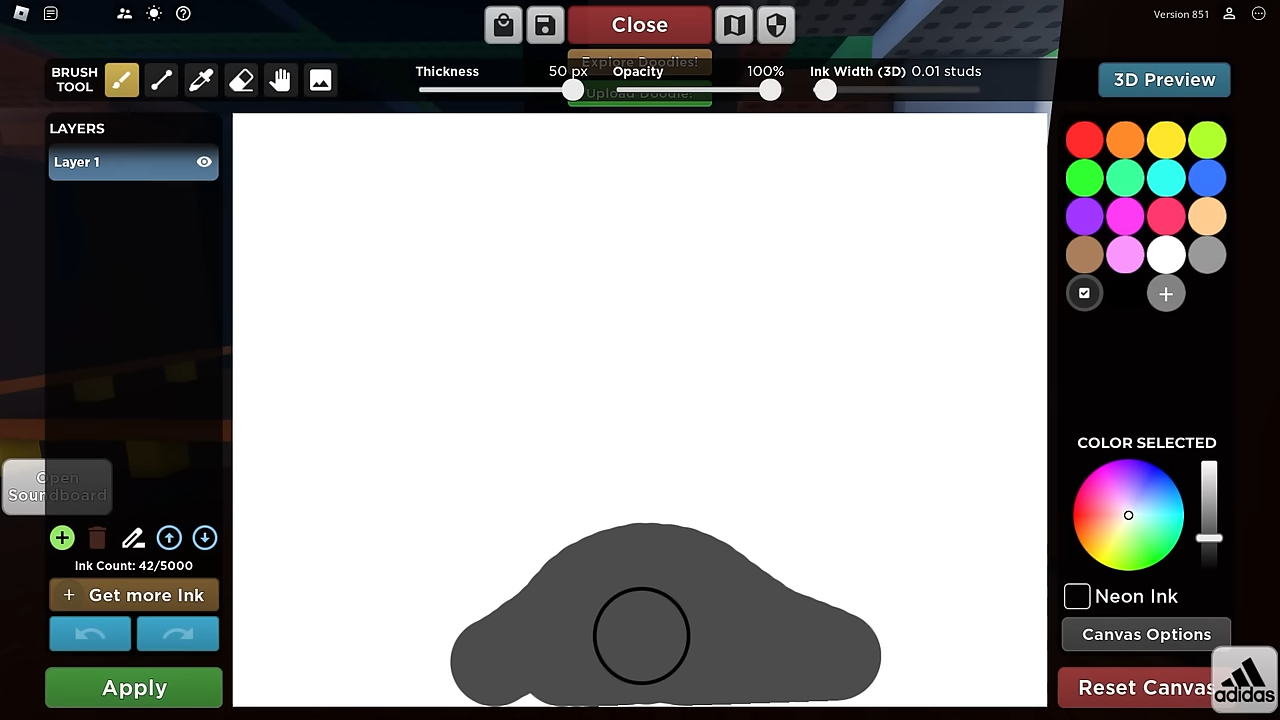 Close
Version 851
BRUSH
TOOL
Thickness
50 px
Explore Doodles!
Opacity
100%
Ink Width (3D) 0.01 studs
Upload Doodle!
3D Preview
LAYERS
Layer 1
Open
Soundboard
Ink Count: 42/5000
+ Get more Ink
Apply
COLOR SELECTED
Neon Ink
Canvas Options
Reset Canvas
adidas